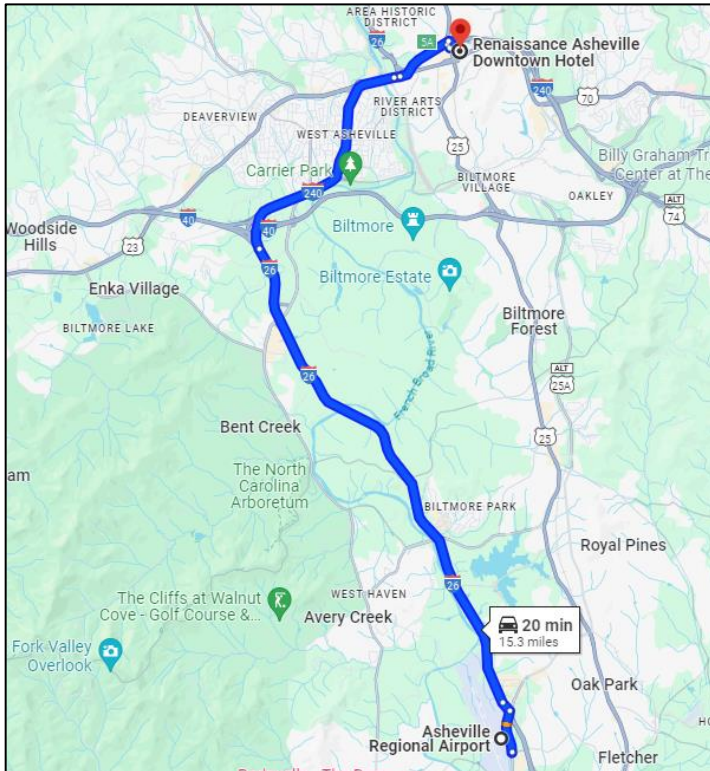 AREA HISTORIC
DISTRICT
26
5A
Renaissance Asheville
Downtown Hotel
240
70
DEAVERVIEW
RIVER ARTS
DISTRICT
WEST ASHEVILLE
25
Carrier Park
BILTMORE
VILLAGE
Billy Graham Tr
Center at The
OAKLEY
240
ALT
74
Woodside
Hills
40
23
40
Biltmore
26
Biltmore Estate
Enka Village
BILTMORE LAKE
Biltmore
Forest
French Broad River
ALT
25A
26
25
Bent Creek
The North
Carolina
Arboretum
am
BILTMORE PARK
Royal Pines
26
The Cliffs at Walnut
Cove - Golf Course &...
WEST HAVEN
Avery Creek
20 min
15.3 miles
Fork Valley
Overlook
Oak Park
Asheville
Regional Airport
Fletcher